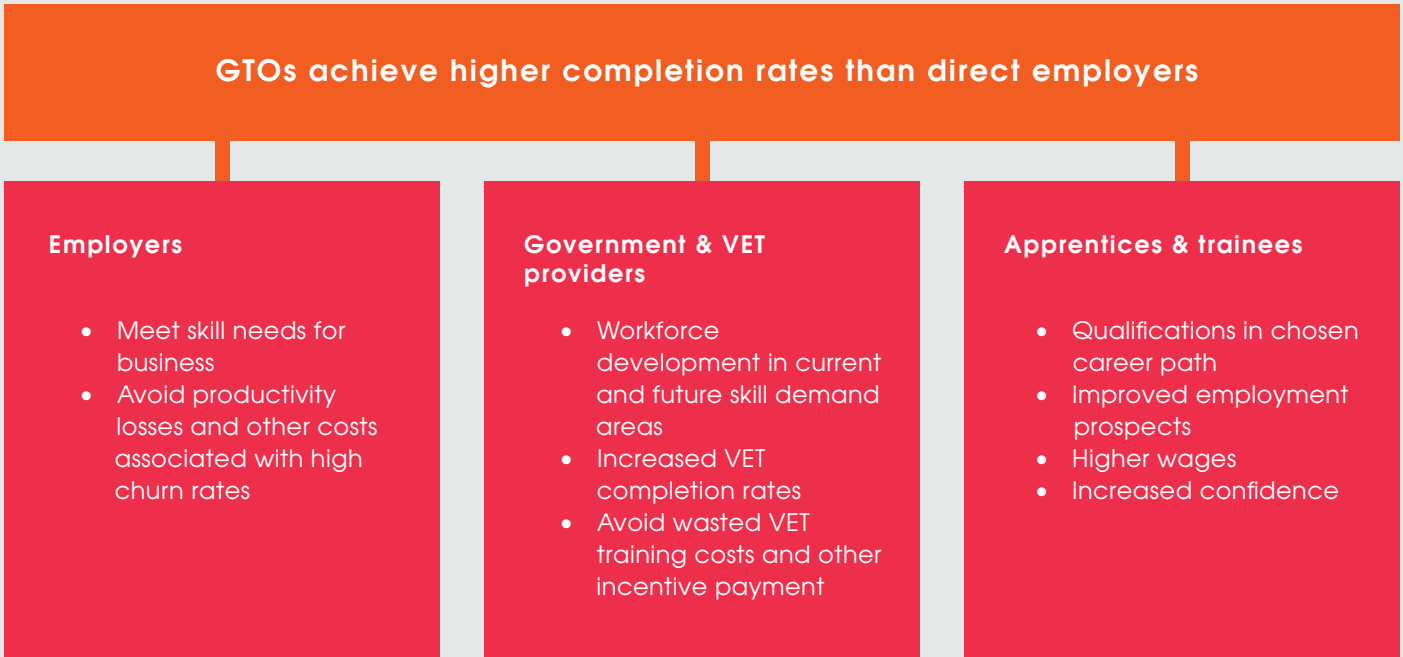 GTOs achieve higher completion rates than direct employers
Employers
• Meet skill needs for
business
• Avoid productivity
losses and other costs
associated with high
churn rates
Government & VET
providers
• Workforce
development in current
and future skill demand
areas
• Increased VET
completion rates
• Avoid wasted VET
training costs and other
incentive payment
Apprentices & trainees
• Qualifications in chosen
career path
• Improved employment
prospects
• Higher wages
• Increased confidence